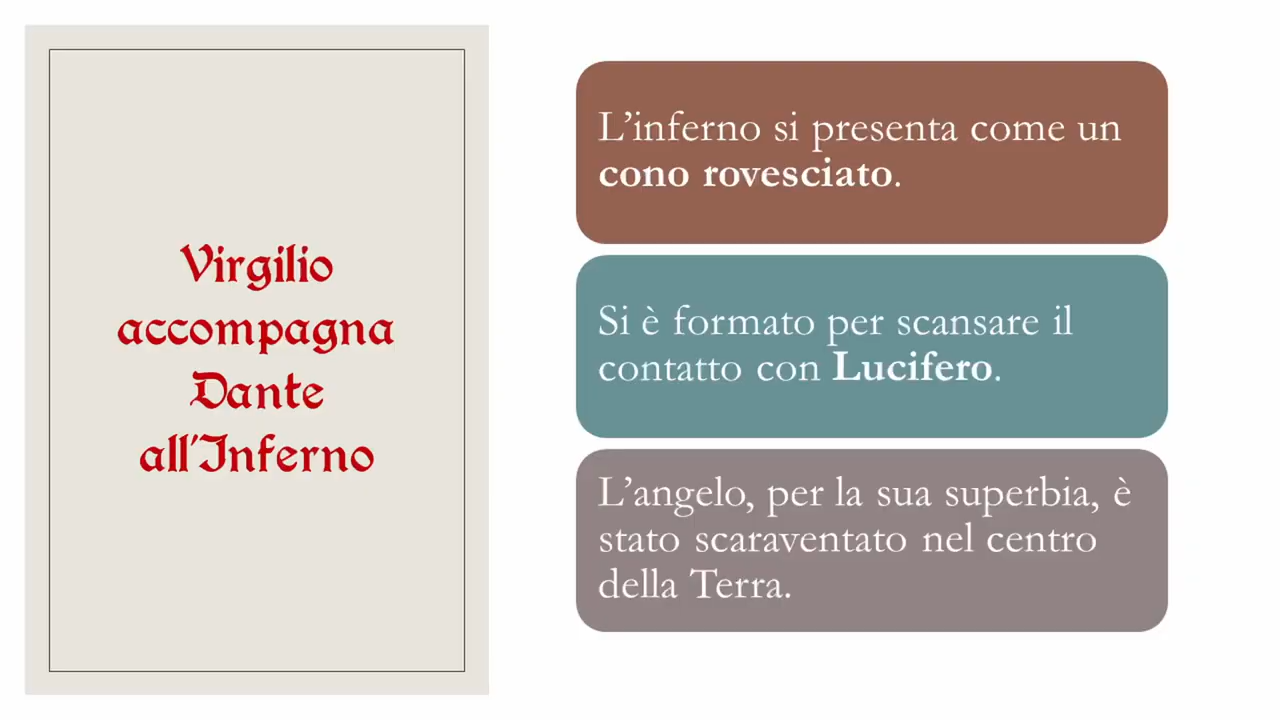 Virgilio
accompagna
Dante
all'Inferno
L’inferno si presenta come un
cono rovesciato.
Si è formato per scansare il
contatto con Lucifero.
L’angelo, per la sua superbia, è
stato scaraventato nel centro
della Terra.